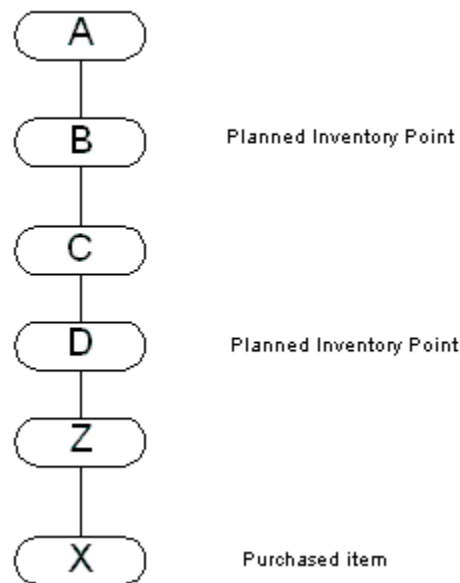 A
B Planned Inventory Point
C
D Planned Inventory Point
Z
X Purchased item